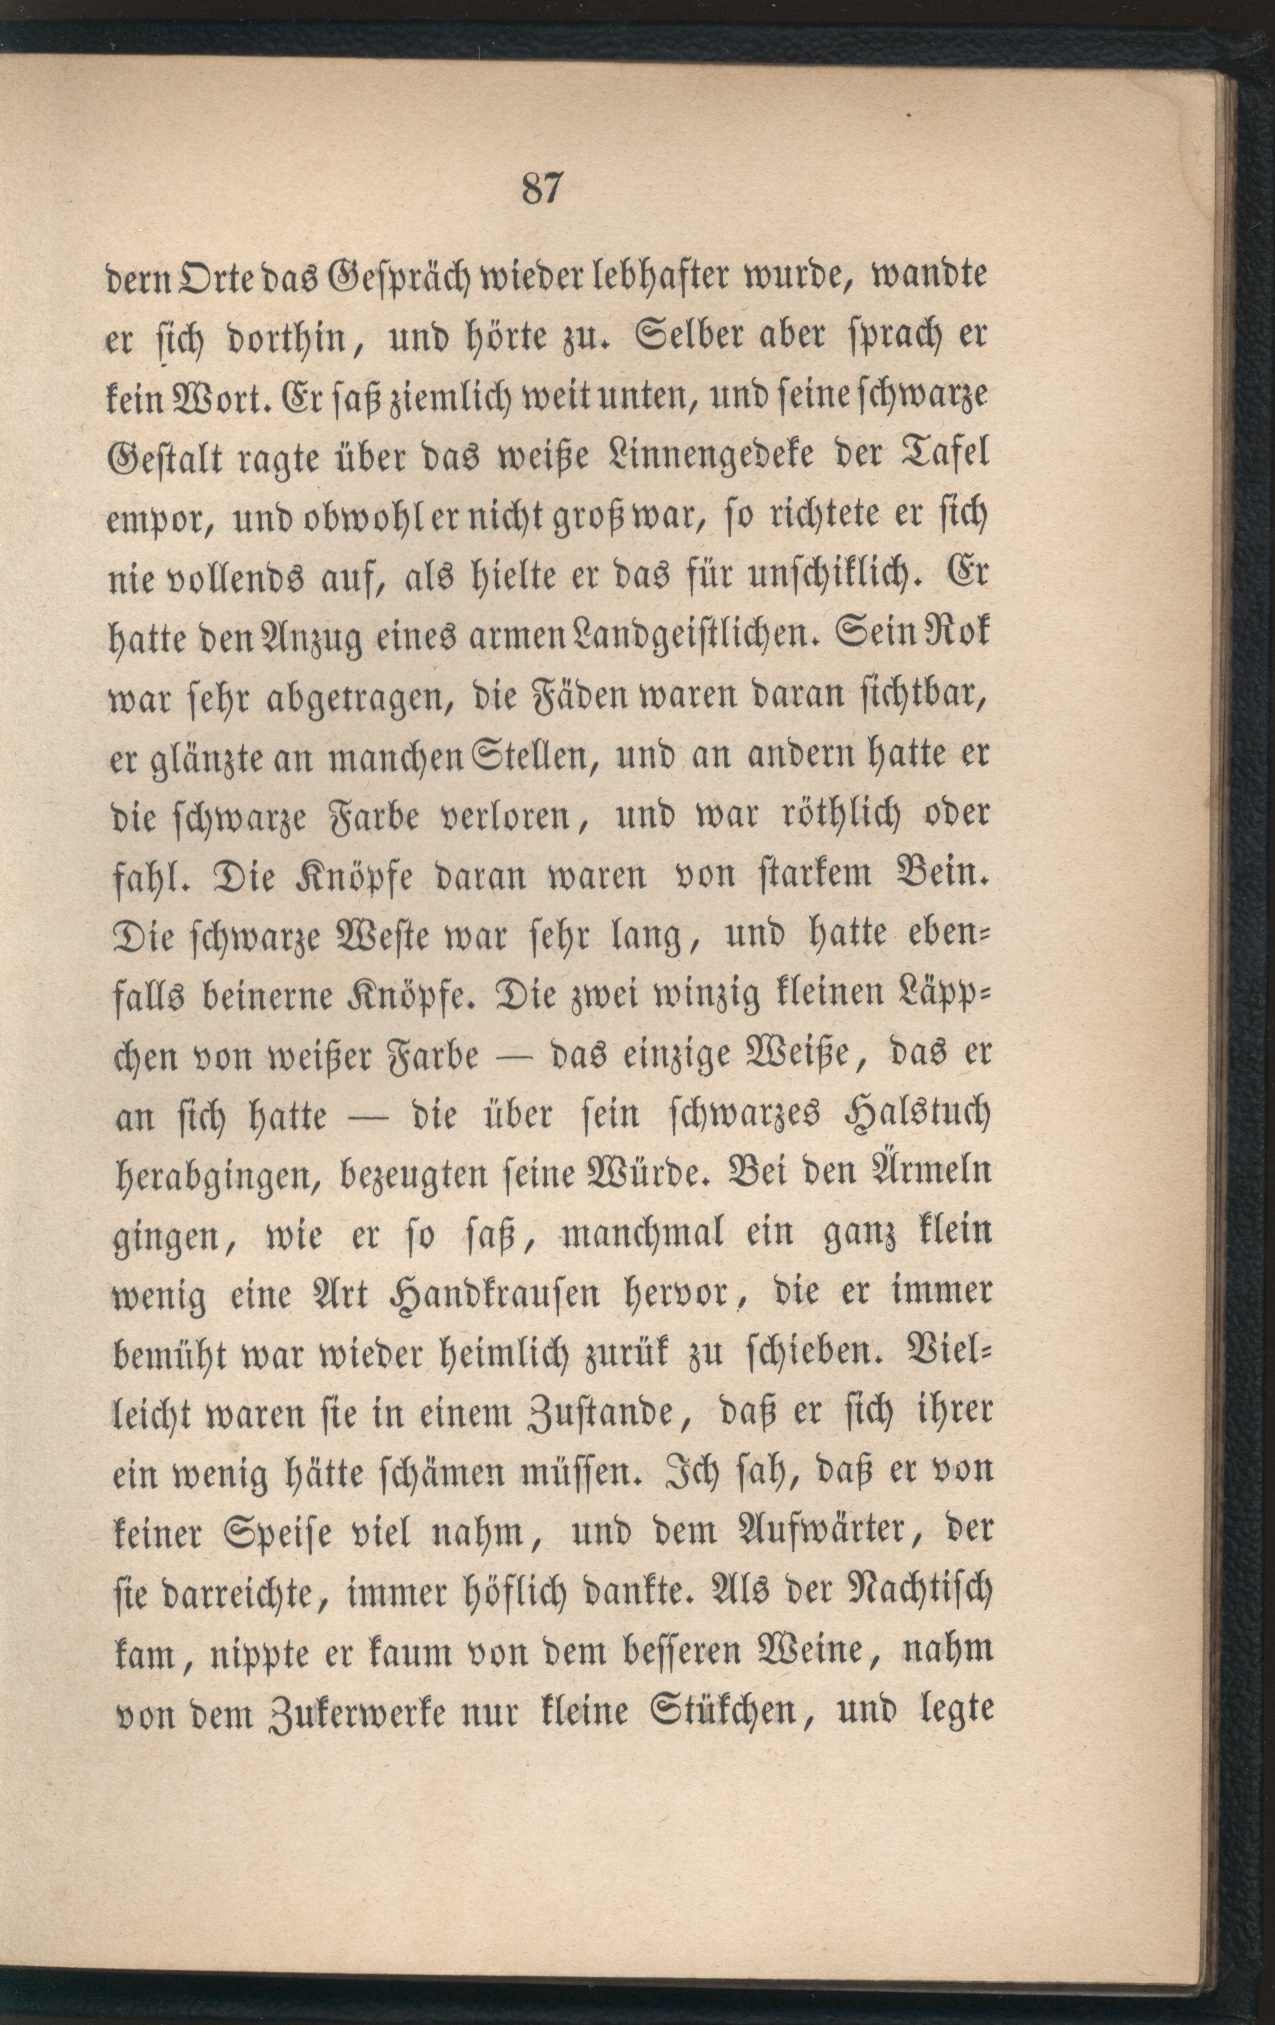 87
dern Orte das Gespräch wieder lebhafter wurde, wandte
er sich dorthin, und hörte zu. Selber aber sprach er
kein Wort. Er saß ziemlich weit unten, und seine schwarze
Gestalt ragte über das weiße Linnengedeke der Tafel
empor, und obwohl er nicht groß war, so richtete er sich
nie vollends auf, als hielte er das für unschiklich. Er
hatte den Anzug eines armen Landgeistlichen. Sein Rok
war sehr abgetragen, die Fäden waren daran sichtbar,
er glänzte an manchen Stellen, und an andern hatte er
die schwarze Farbe verloren, und war röthlich oder
fahl. Die Knöpfe daran waren von starkem Bein.
Die schwarze Weste war sehr lang, und hatte eben-
falls beinerne Knöpfe. Die zwei winzig kleinen Läpp-
chen von weißer Farbe — das einzige Weiße, das er
an sich hatte — die über sein schwarzes Halstuch
herabgingen, bezeugten seine Würde. Bei den Ärmeln
gingen, wie er so saß, manchmal ein ganz klein
wenig eine Art Handkrausen hervor, die er immer
bemüht war wieder heimlich zurük zu schieben. Viel-
leicht waren sie in einem Zustande, daß er sich ihrer
ein wenig hätte schämen müssen. Ich sah, daß er von
keiner Speise viel nahm, und dem Aufwärter, der
sie darreichte, immer höflich dankte. Als der Nachtisch
kam, nippte er kaum von dem besseren Weine, nahm
von dem Zukerwerke nur kleine Stükchen, und legte